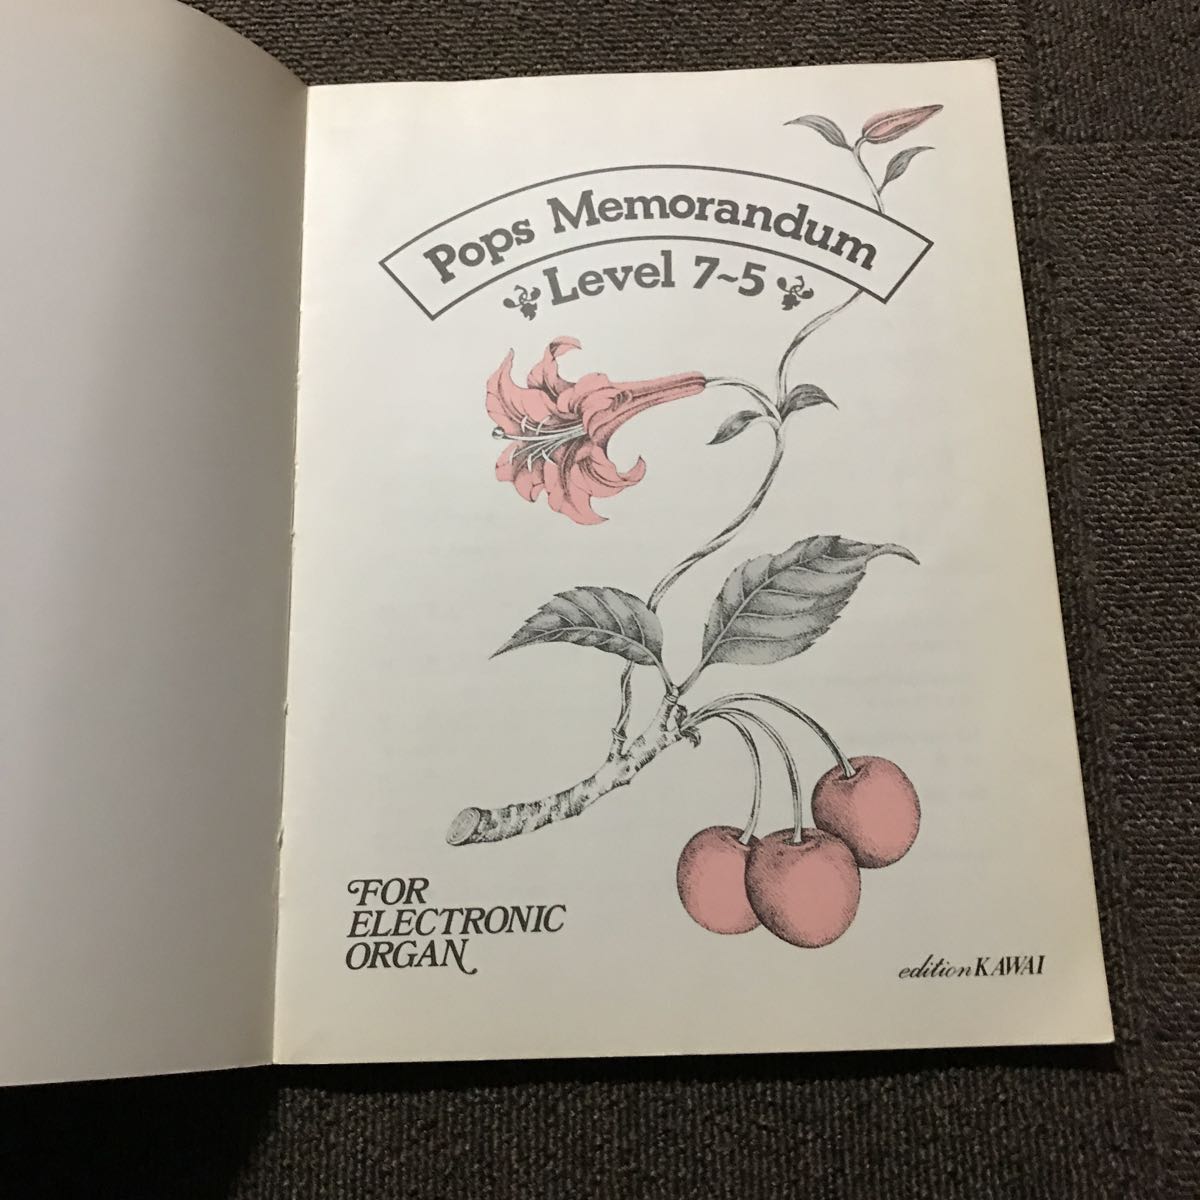 Pops Memorandum
Level 7~5
FOR
ELECTRONIC
ORGAN
edition KAWAI